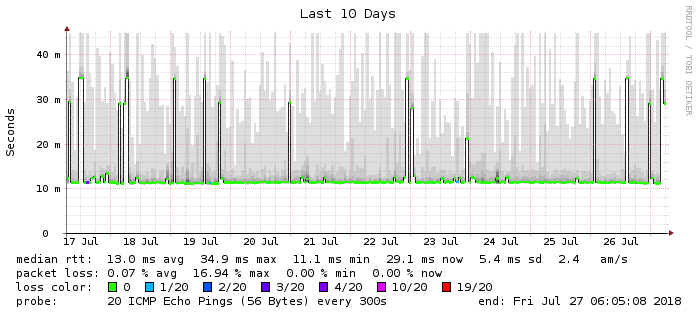 Last 10 Days
RRDTOOL / TOBI OETIKER
Seconds
40 m
30 m
20 m
10 m
0
17 Jul 18 Jul 19 Jul 20 Jul 21 Jul 22 Jul 23 Jul 24 Jul 25 Jul 26 Jul
median rtt: 13.0 ms avg 34.9 ms max 11.1 ms min 29.1 ms now 5.4 ms sd 2.4 am/s
packet loss: 0.07 % avg 16.94 % max 0.00 % min 0.00 % now
loss color: 0 1/20 2/20 3/20 4/20 10/20 19/20
probe: 20 ICMP Echo Pings (56 Bytes) every 300s end: Fri Jul 27 06:05:08 2018